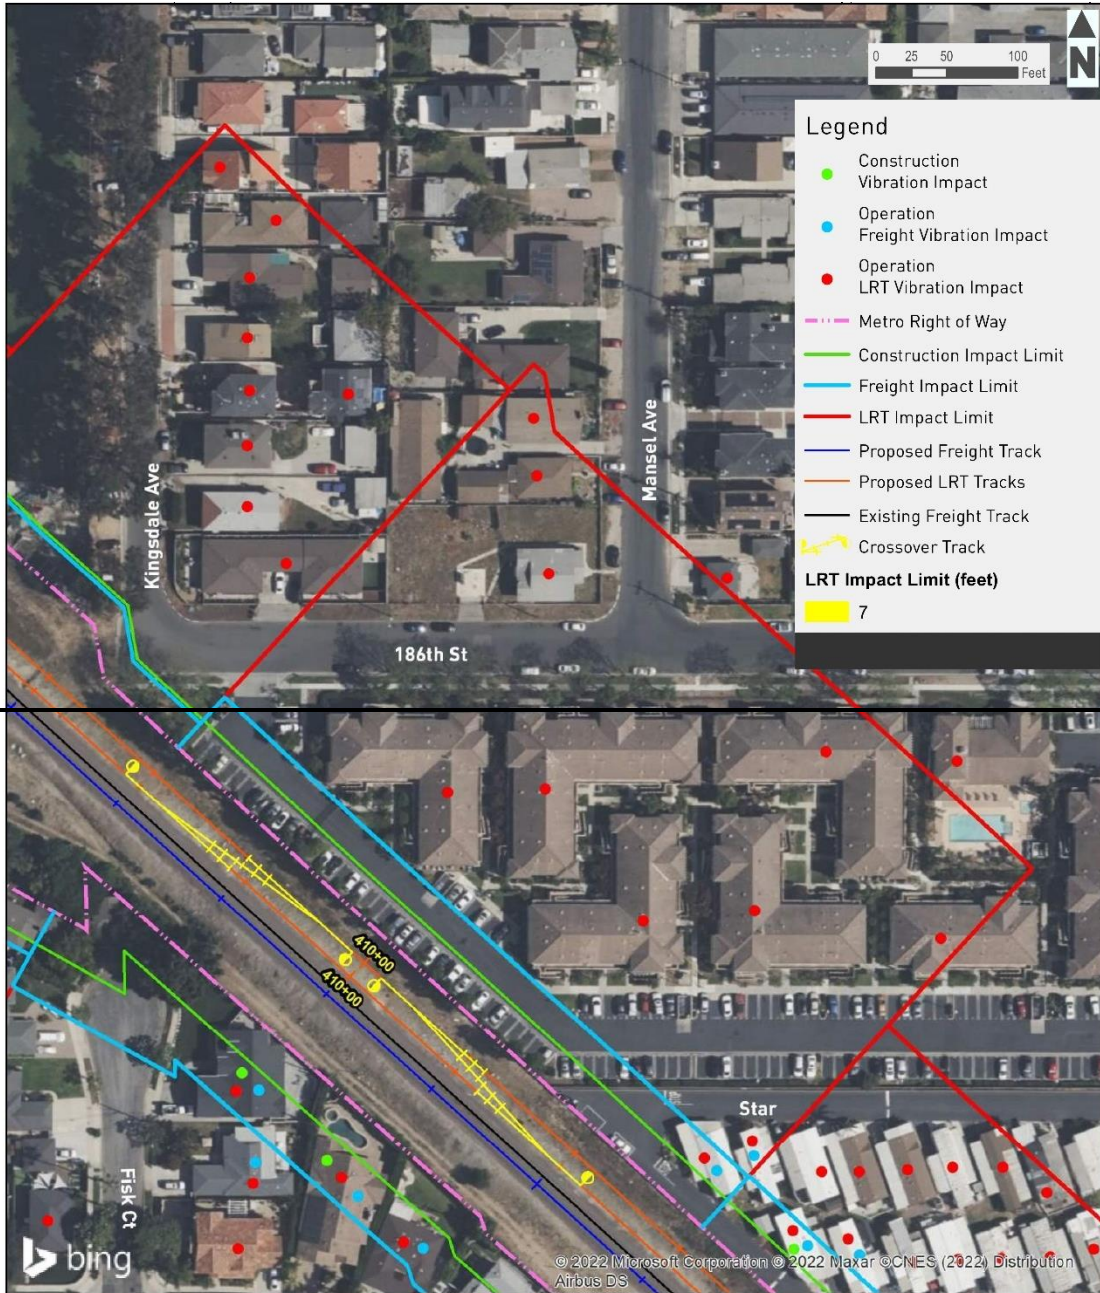 0 25 50 100
Feet
N
Legend
Construction
Vibration Impact
Operation
Freight Vibration Impact
Operation
LRT Vibration Impact
Metro Right of Way
Construction Impact Limit
Freight Impact Limit
LRT Impact Limit
Proposed Freight Track
Proposed LRT Tracks
Existing Freight Track
Crossover Track
LRT Impact Limit (feet)
7
Kingsdale Ave
Mansel Ave
186th St
410+00
410+00
Star
Fisk Ct
bing
© 2022 Microsoft Corporation © 2022 Maxar ©CNES (2022) Distribution
Airbus DS